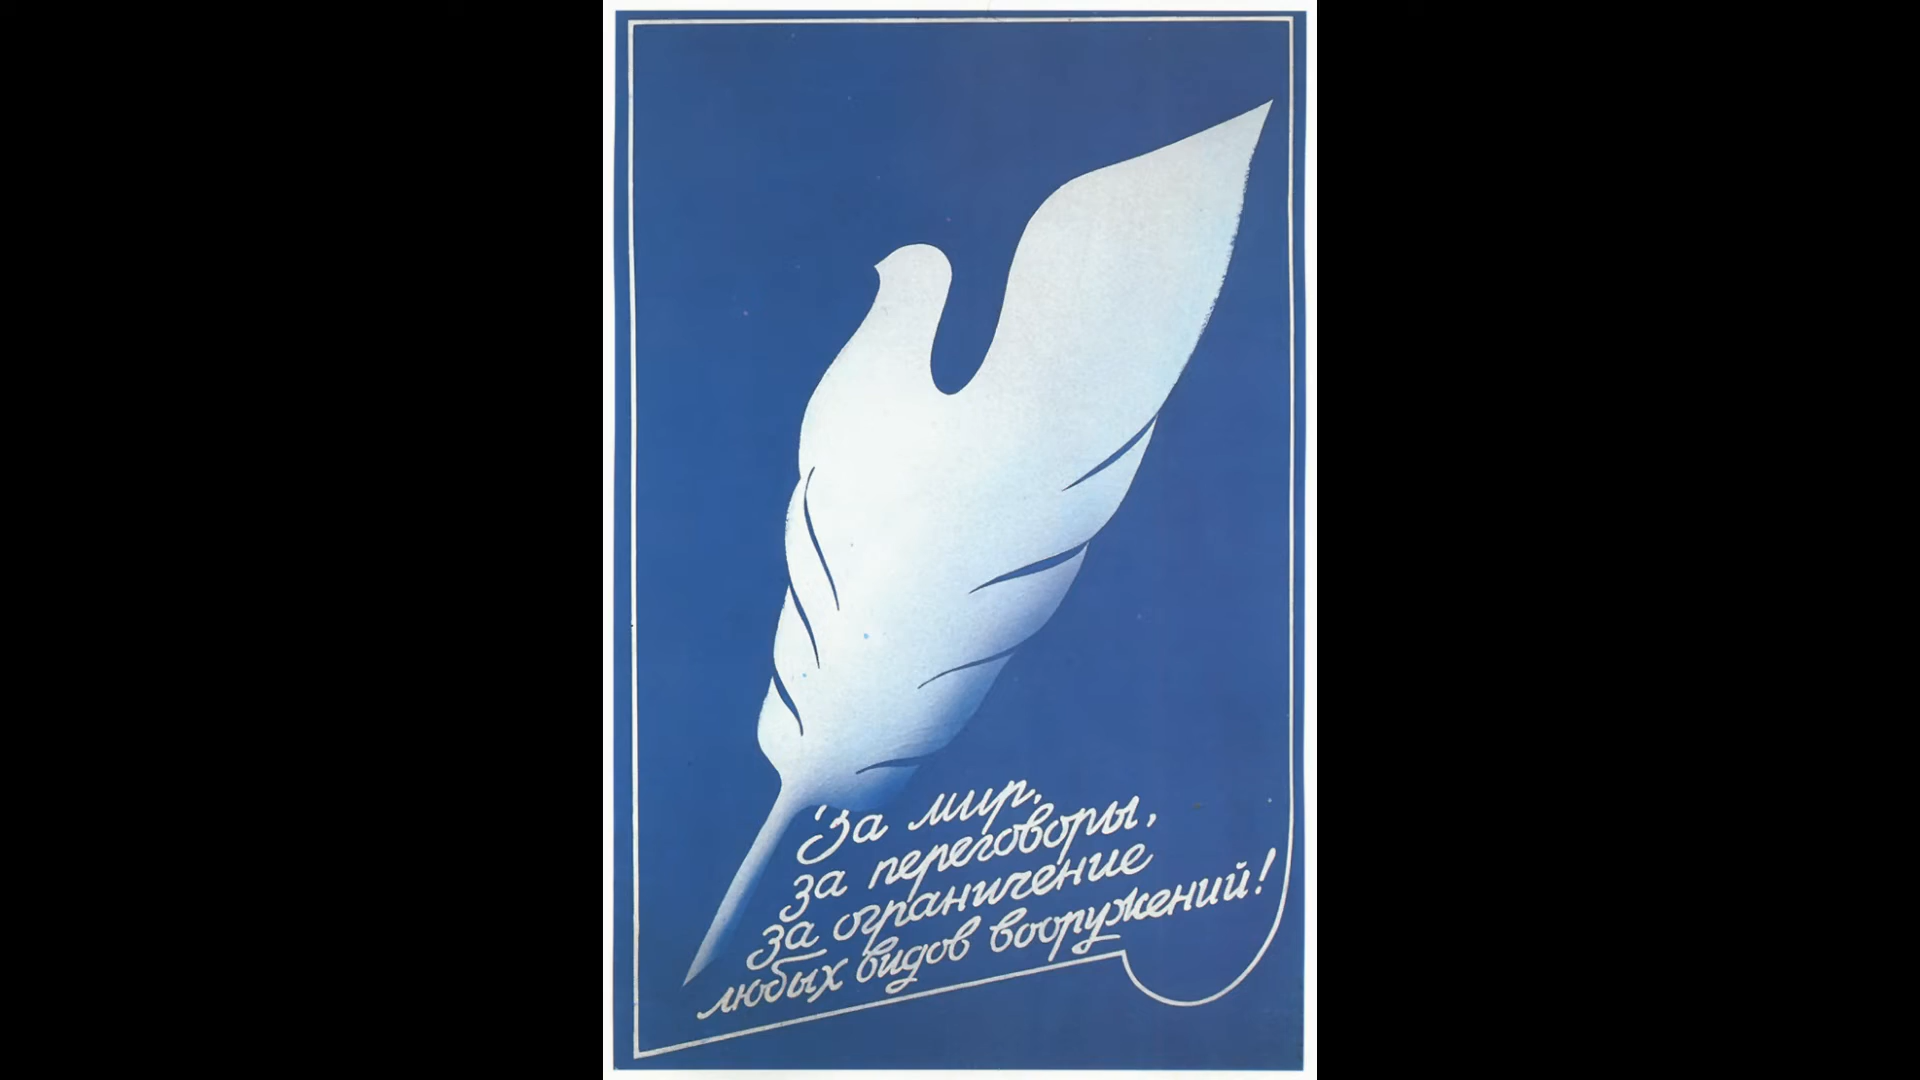 За мир,
за переговоры,
за ограничение
любых видов вооружений!